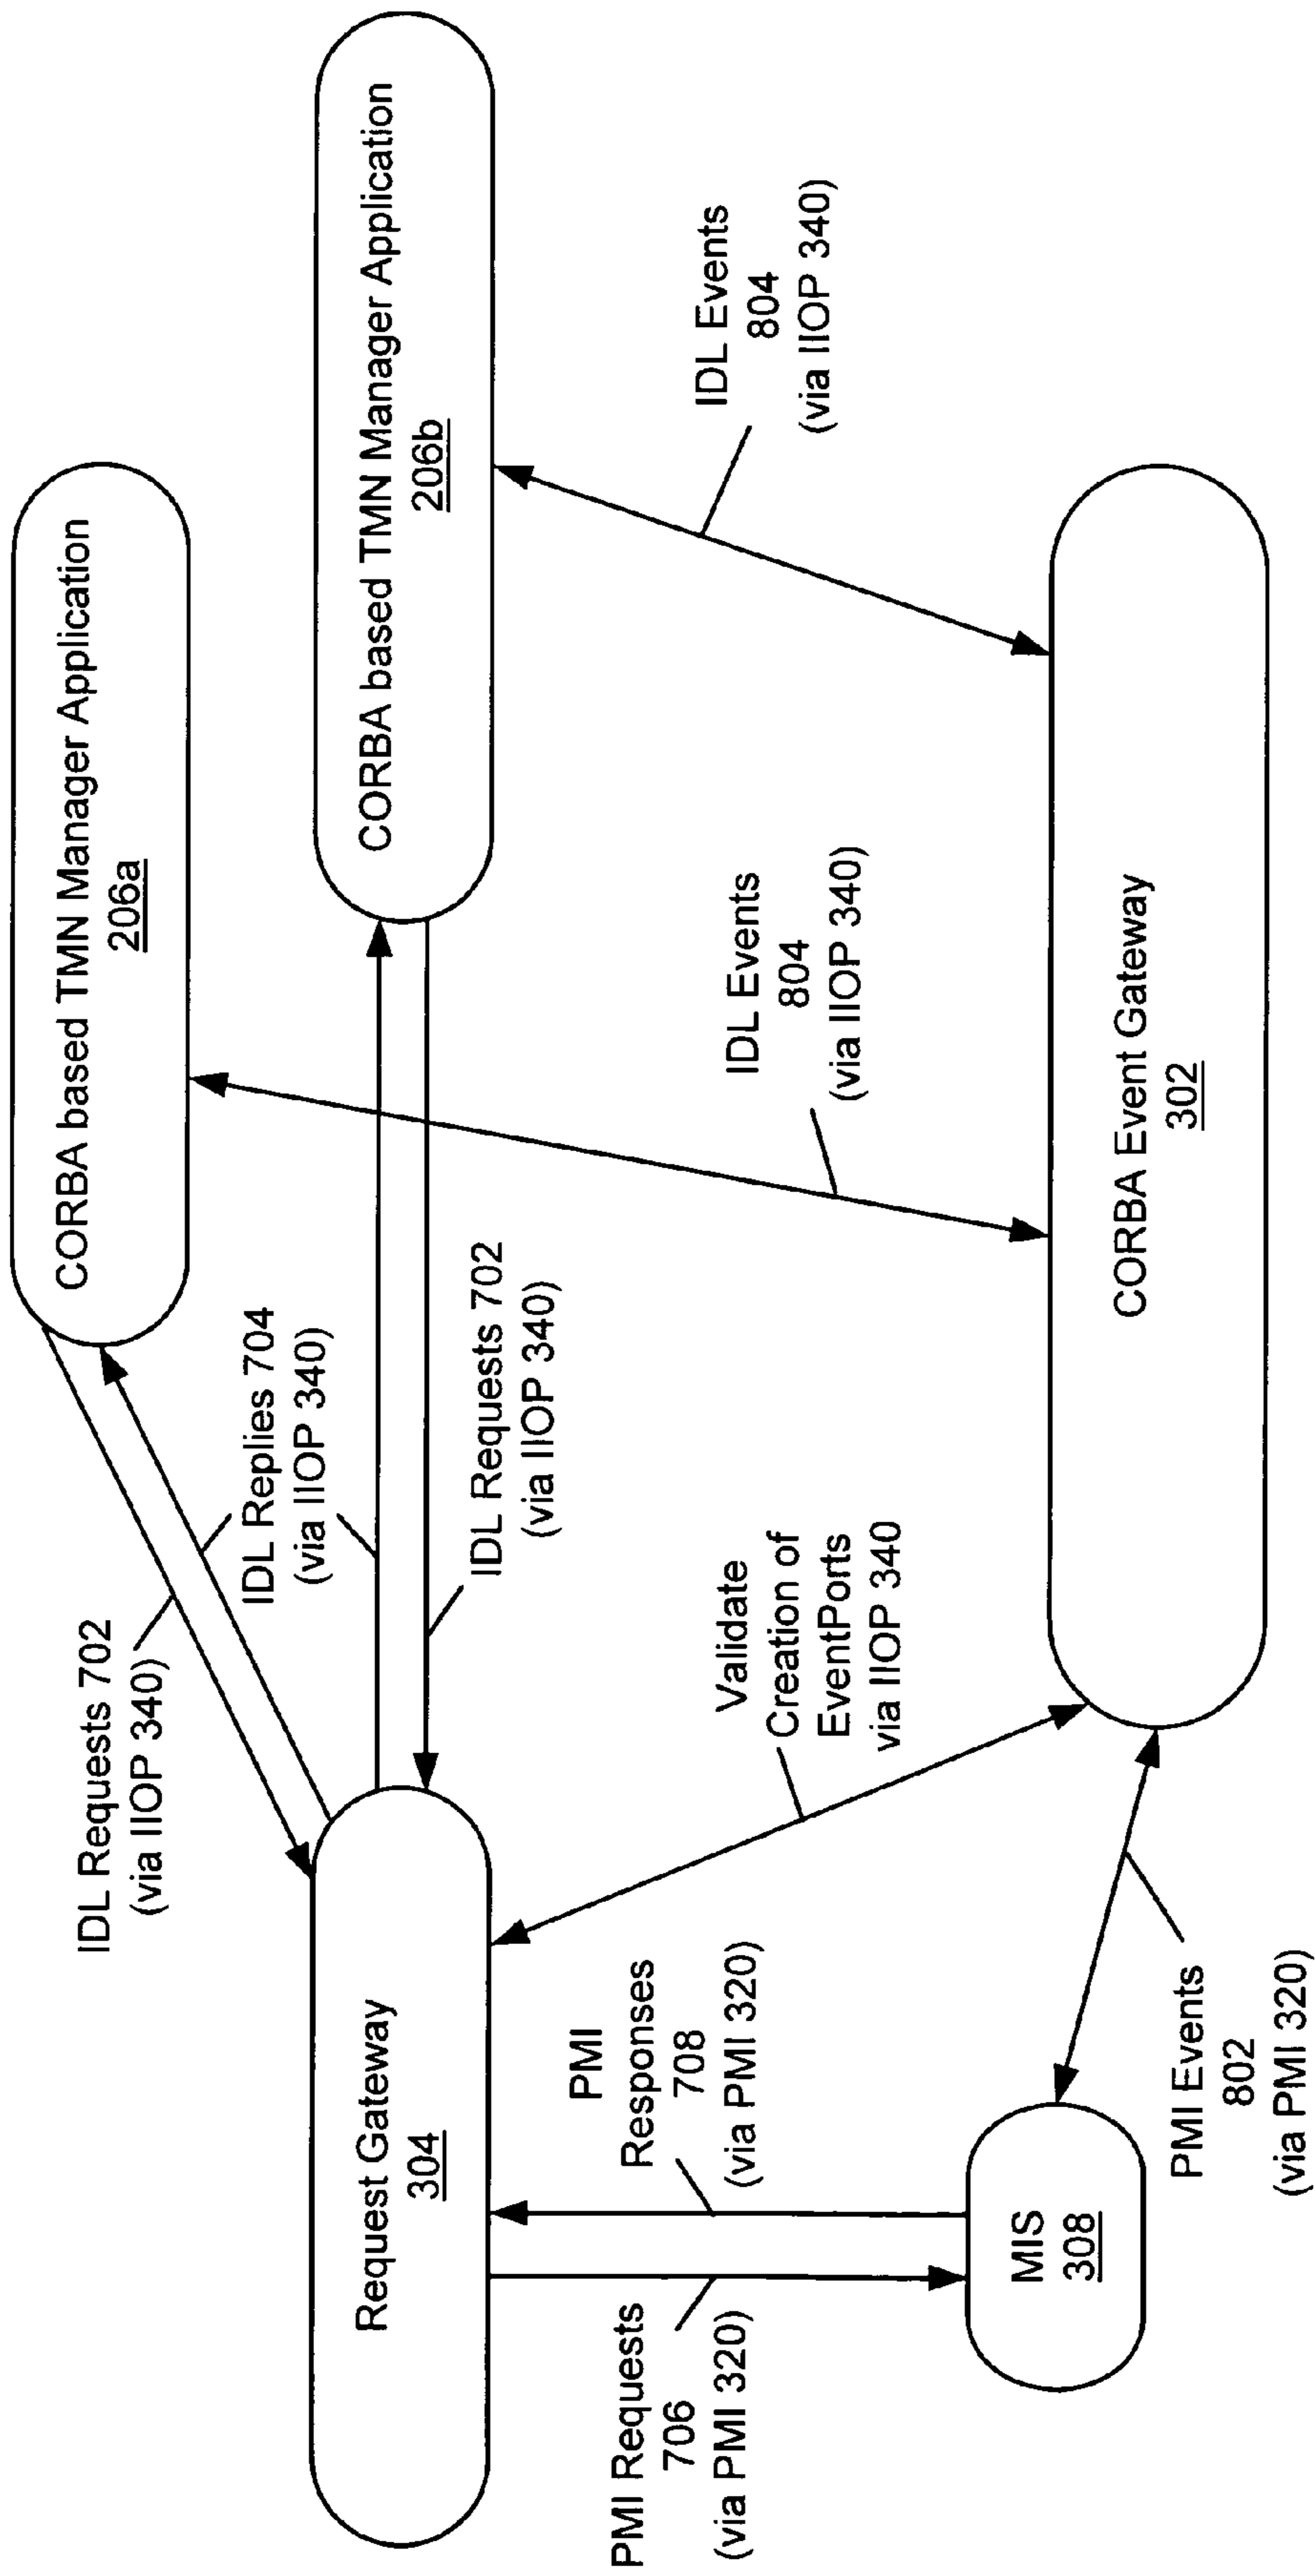 CORBA based TMN Manager Application
206a
IDL Requests 702
(via IIOP 340)
IDL Replies 704
(via IIOP 340)
CORBA based TMN Manager Application
206b
Request Gateway
304
IDL Requests 702
(via IIOP 340)
PMI
Responses
708
(via PMI 320)
PMI Requests
706
(via PMI 320)
Validate
Creation of
EventPorts
via IIOP 340
IDL Events
804
(via IIOP 340)
IDL Events
804
(via IIOP 340)
MIS
308
CORBA Event Gateway
302
PMI Events
802
(via PMI 320)